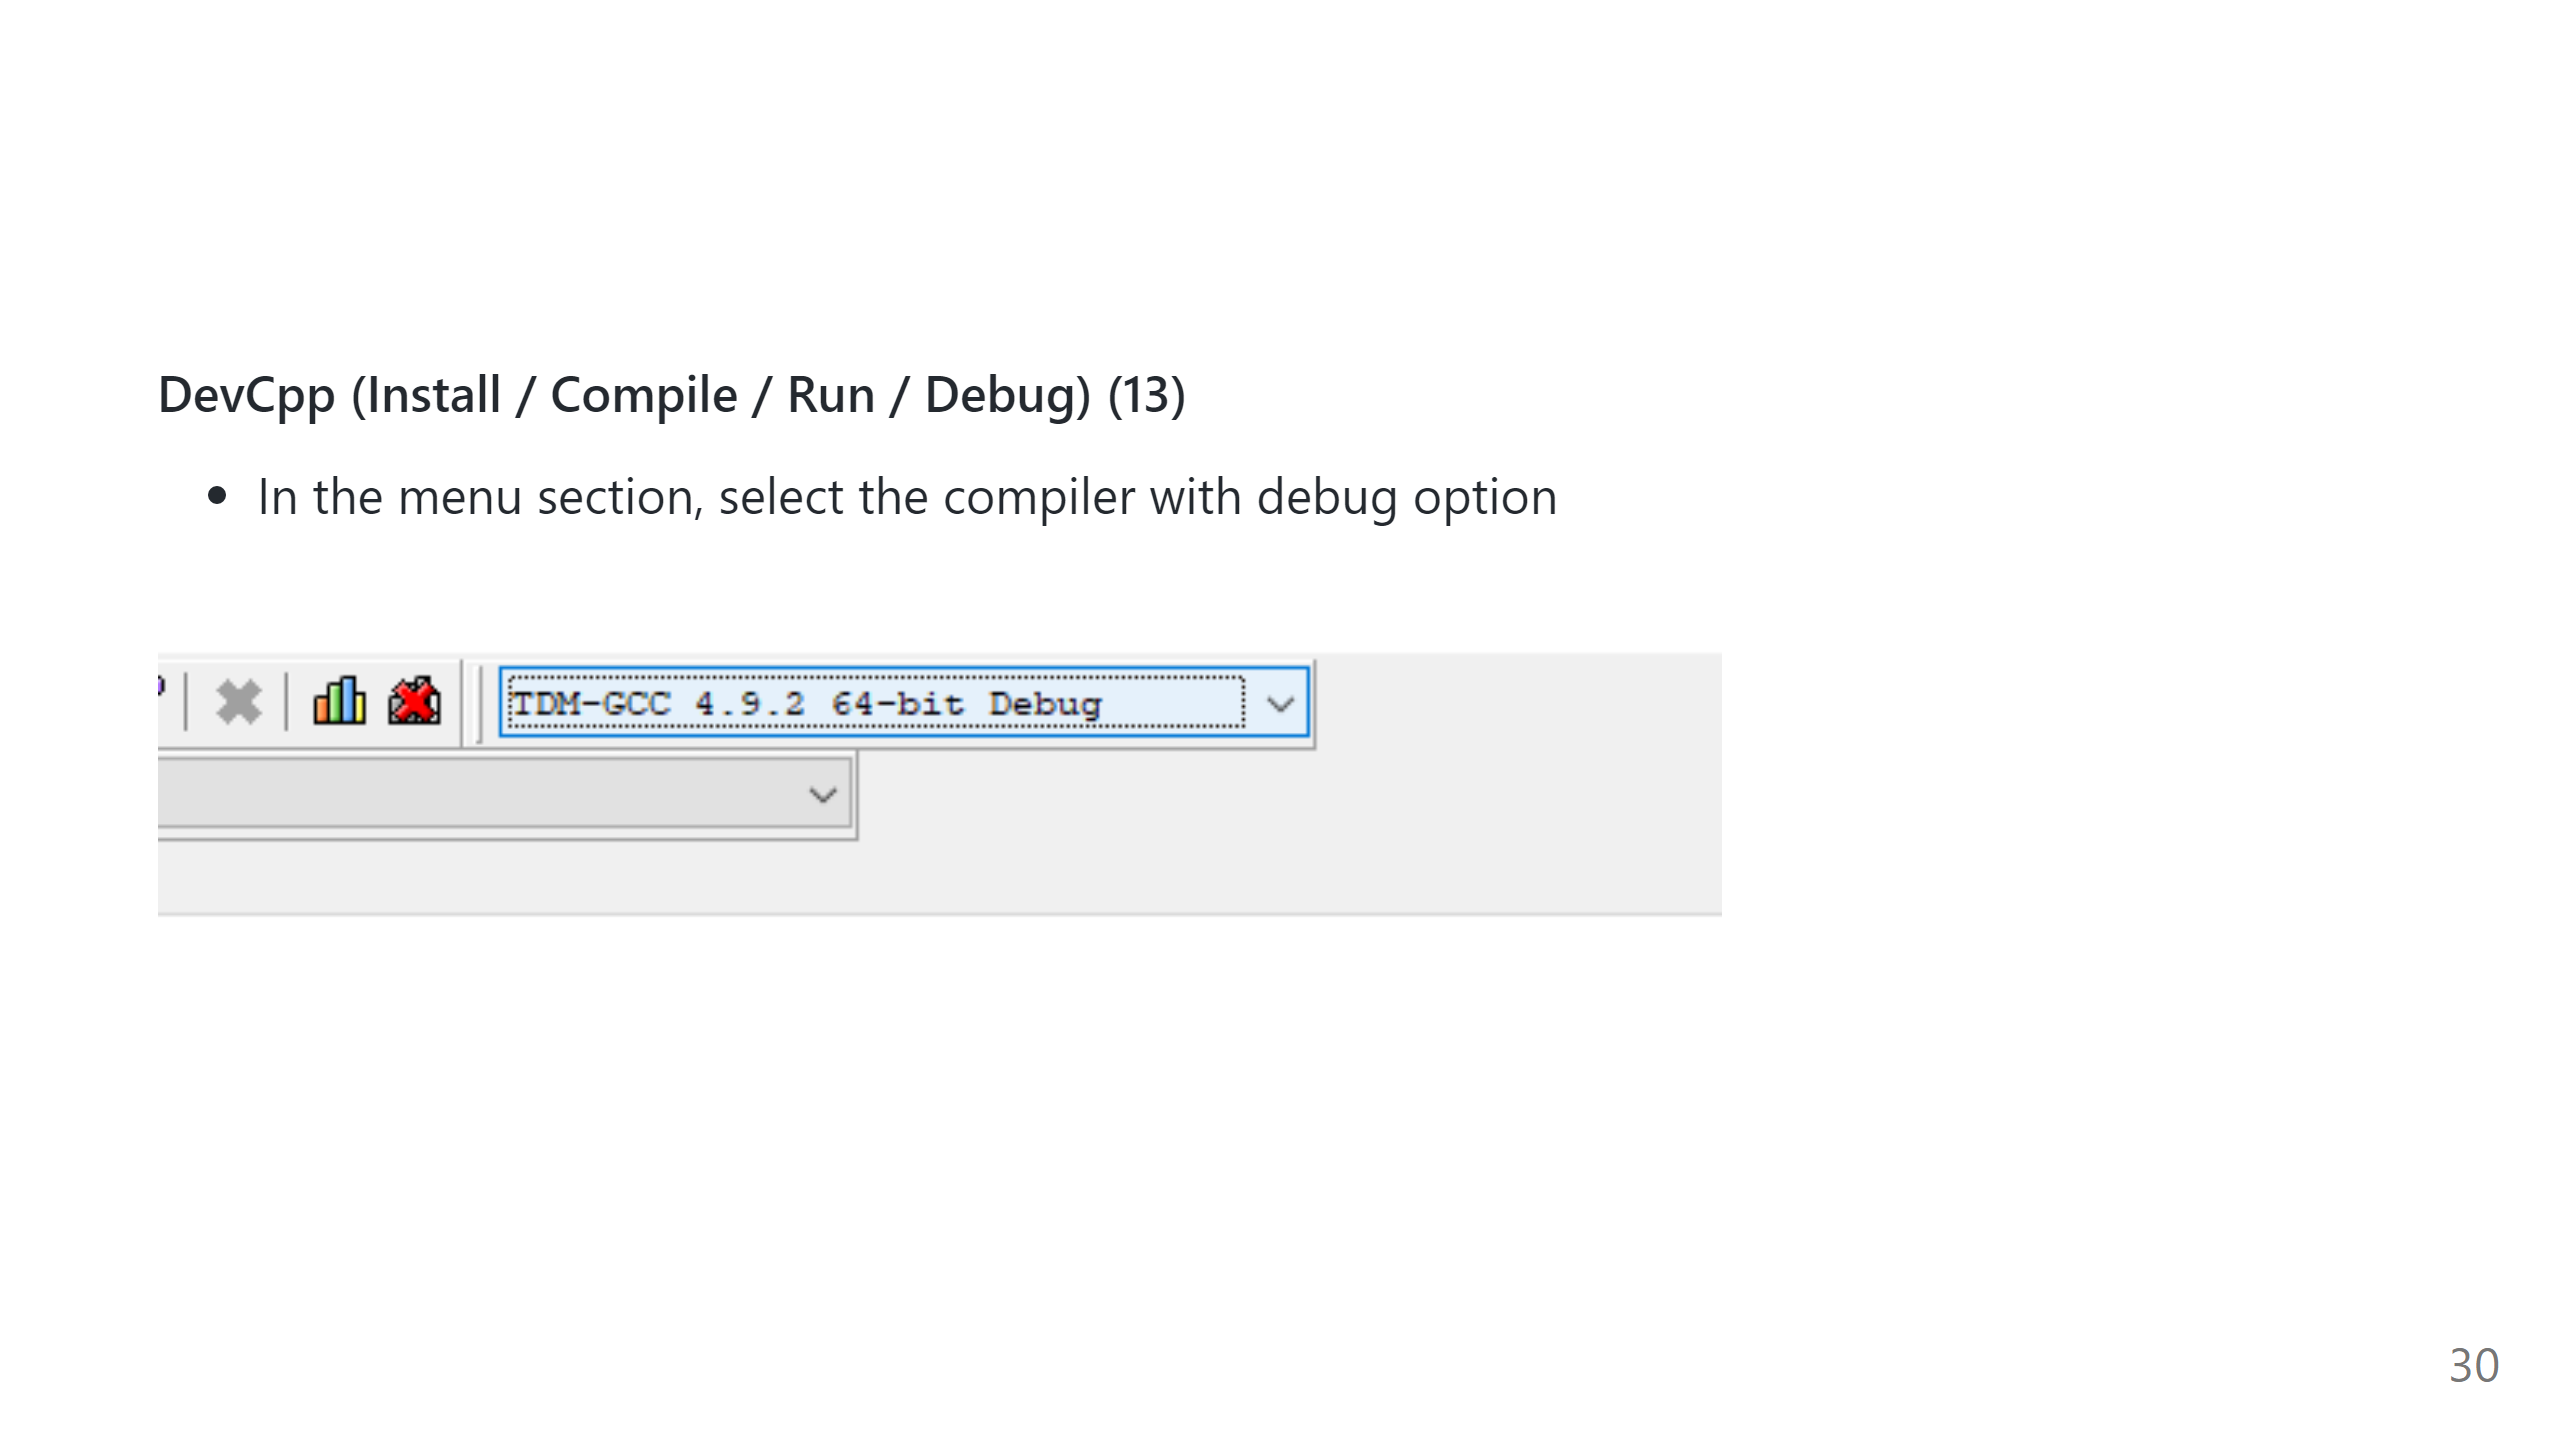 DevCpp (Install / Compile / Run / Debug) (13)
• In the menu section, select the compiler with debug option
TDM-GCC 4.9.2 64-bit Debug
30